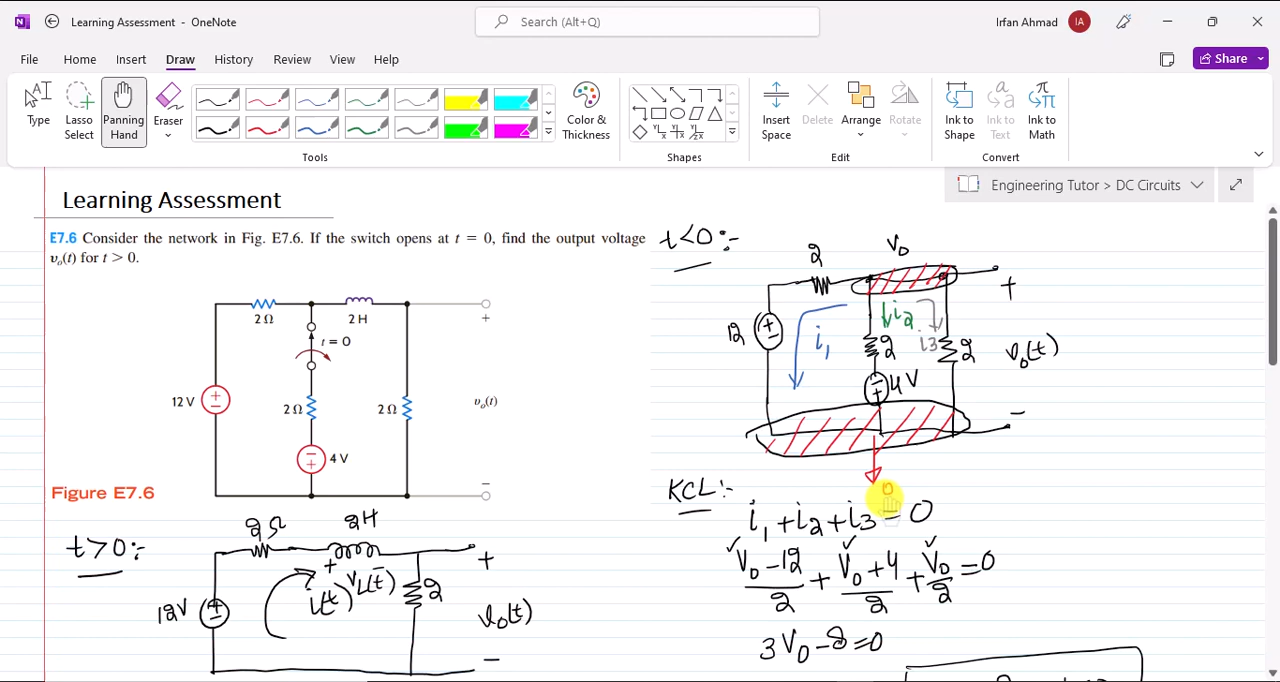 Learning Assessment - OneNote
Search (Alt+Q)
Irfan Ahmad IA
File Home Insert Draw History Review View Help
Share
Type
Lasso Select
Panning Hand
Eraser
Color & Thickness
Insert Space
Delete
Arrange
Rotate
Ink to Shape
Ink to Text
Ink to Math
Tools
Shapes
Edit
Convert
Engineering Tutor > DC Circuits
Learning Assessment
E7.6 Consider the network in Fig. E7.6. If the switch opens at t = 0, find the output voltage
vo(t) for t > 0.
2 Ω
2 H
+
t = 0
12 V
+
−
2 Ω
2 Ω
vo(t)
−
+
4 V
−
Figure E7.6
t>0:-
2Ω
2H
+
+ VL(t) −
i(t)
12V
+
−
2
Vo(t)
−
t<0:-
2
Vo
+
12
+
−
i1
i2
i3
2
2
Vo(t)
−
+
4V
−
0
KCL:-
i1+i2+i3=0
Vo-12/2 + Vo+4/2 + Vo/2 =0
3Vo-8=0